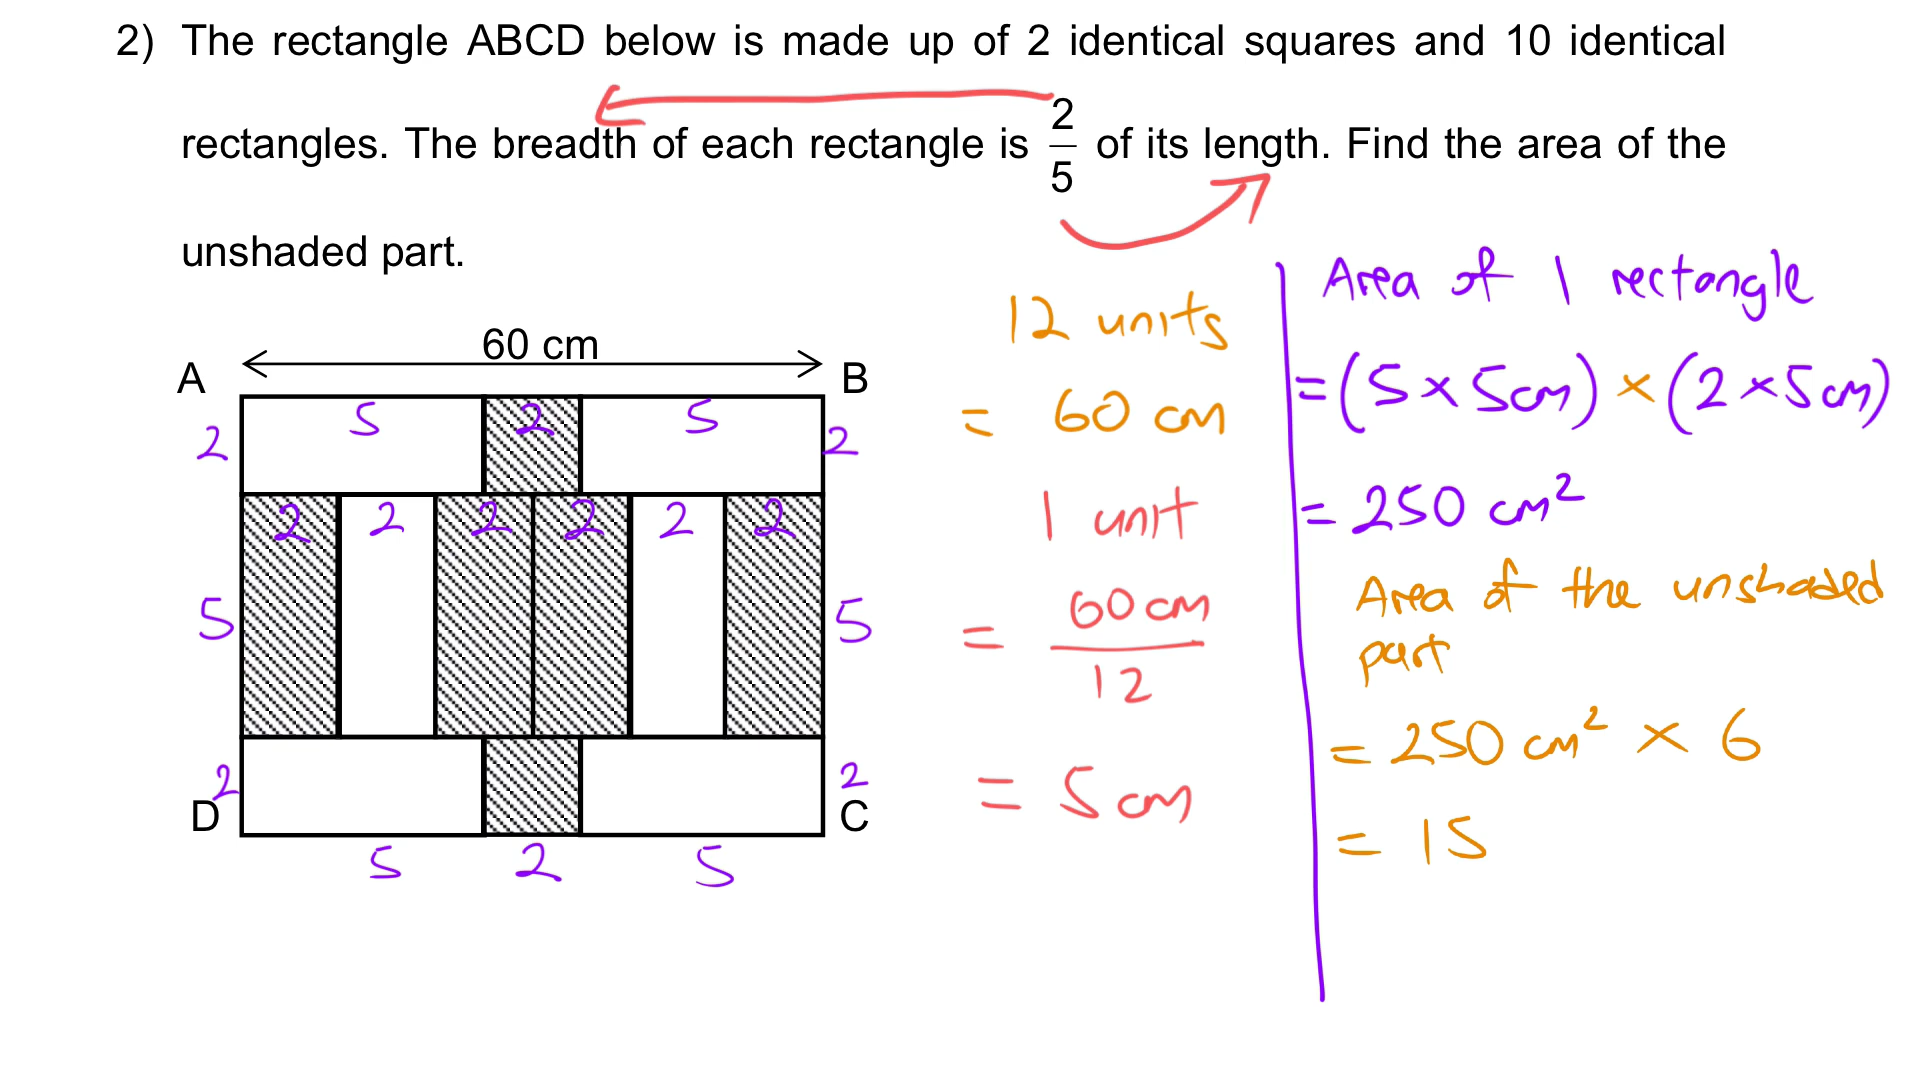 2) The rectangle ABCD below is made up of 2 identical squares and 10 identical
rectangles. The breadth of each rectangle is 2/5 of its length. Find the area of the
unshaded part.
60 cm
A
B
5 2 5
2
2
2 2 2 2 2 2
5
5
2
2
D
C
5 2 5
12 units
= 60 cm
1 unit
= 60 cm / 12
= 5 cm
Area of 1 rectangle
= (5 × 5cm) × (2 × 5cm)
= 250 cm²
Area of the unshaded
part
= 250 cm² × 6
= 15